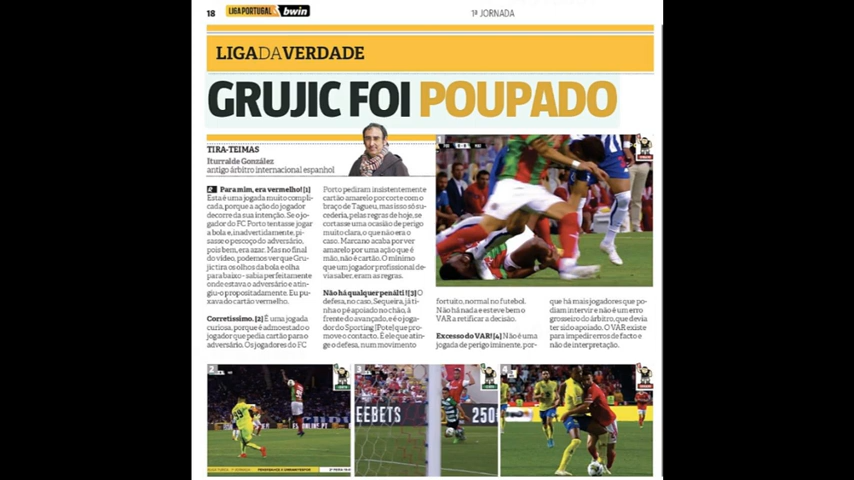 18 LIGA PORTUGAL bwin 1ª JORNADA
LIGADAVERDADE
GRUJIC FOI POUPADO
TIRA-TEIMAS
Iturralde González
antigo árbitro internacional espanhol
Para mim, era vermelho! [1]
Esta é uma jogada muito compli-
cada, porque a ação do jogador
decorre da sua intenção. Se o jo-
gador do FC Porto tentasse jogar
a bola e, inadvertidamente, pi-
sasse o pescoço do adversário,
pois bem, era azar. Mas no final
do vídeo, podemos ver que Gru-
jic tira os olhos da bola e olha
para baixo - sabia perfeitamente
onde estava o adversário e atin-
giu-o propositadamente. Eu pu-
xava do cartão vermelho.
Corretíssimo. [2] É uma jogada
curiosa, porque é admoestado o
jogador que pedia cartão para o
adversário. Os jogadores do FC
Porto pediram insistentemente
cartão amarelo por corte com o
braço de Tagueu, mas isso só su-
cederia, pelas regras de hoje, se
cortasse uma ocasião de perigo
muito clara, o que não era o
caso. Marcano acaba por ver
amarelo por uma ação que é
mão, não é cartão. O mínimo
que um jogador profissional de-
via saber, eram as regras.
Não há qualquer penálti! [3] O
defesa, no caso, Sequeira, já ti-
nha o pé apoiado no chão, à
frente do avançado, e é o joga-
dor do Sporting [Pote] que pro-
move o contacto. É ele que atin-
ge o defesa, num movimento
1
fortuito, normal no futebol.
Não há nada e esteve bem o
VAR a retificar a decisão.
Excesso do VAR! [4] Não é uma
jogada de perigo iminente, por-
que há mais jogadores que po-
diam intervir e não é um erro
grosseiro do árbitro, que devia
ter sido apoiado. O VAR existe
para impedir erros de facto e
não de interpretação.
2
3
EEBETS 250
4